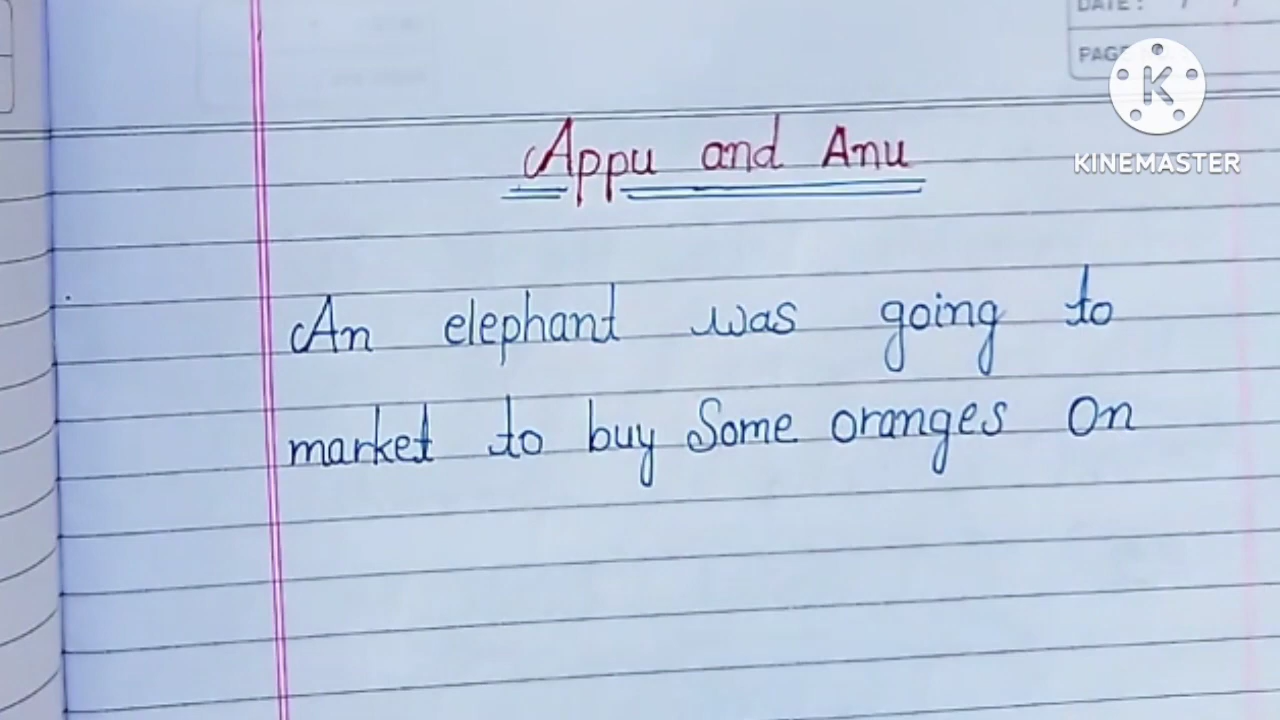 DATE: / /
PAGE
KINEMASTER
Appu and Anu
An elephant was going to
market to buy Some oranges On